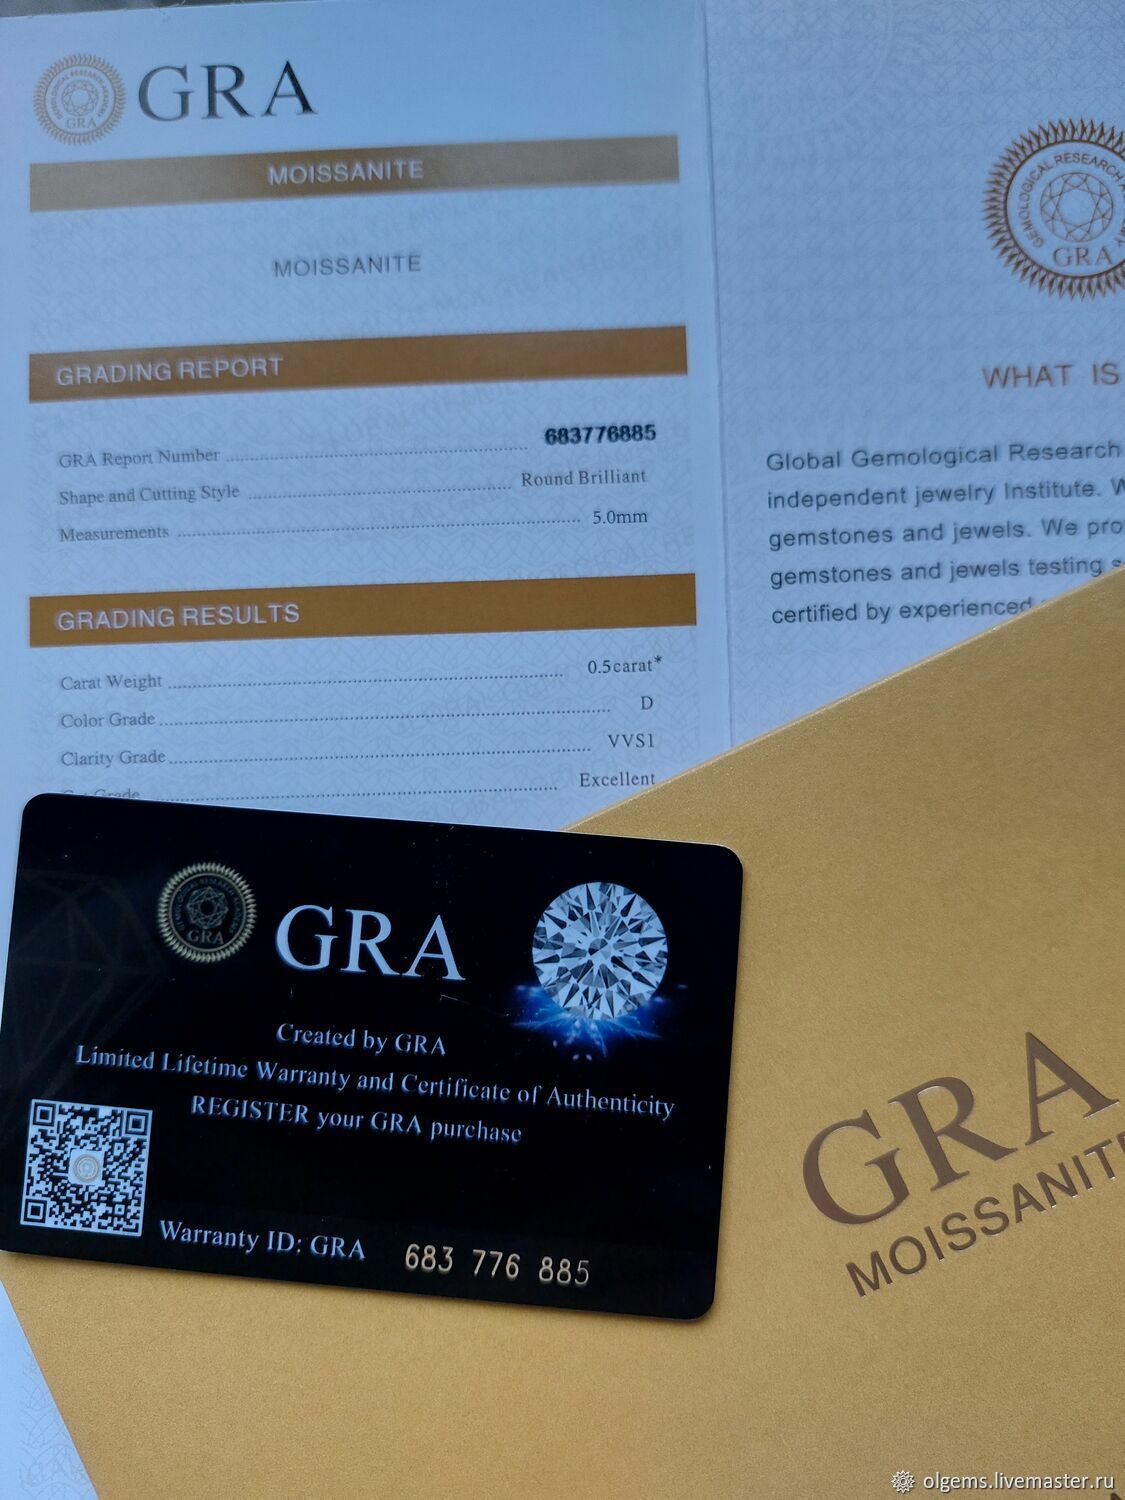 GRA
MOISSANITE
MOISSANITE
GRADING REPORT
GRA Report Number 683776885
Shape and Cutting Style Round Brilliant
Measurements 5.0mm
GRADING RESULTS
Carat Weight 0.5carat*
Color Grade D
Clarity Grade VVS1
Grade Excellent
GEMOLOGICAL RESEARCH
GRA
WHAT IS
Global Gemological Research
independent jewelry Institute. W
gemstones and jewels. We pro
gemstones and jewels testing s
certified by experienced
GRA
GRA
Created by GRA
Limited Lifetime Warranty and Certificate of Authenticity
REGISTER your GRA purchase
Warranty ID: GRA 683 776 885
GRA
MOISSANITE
olgems.livemaster.ru